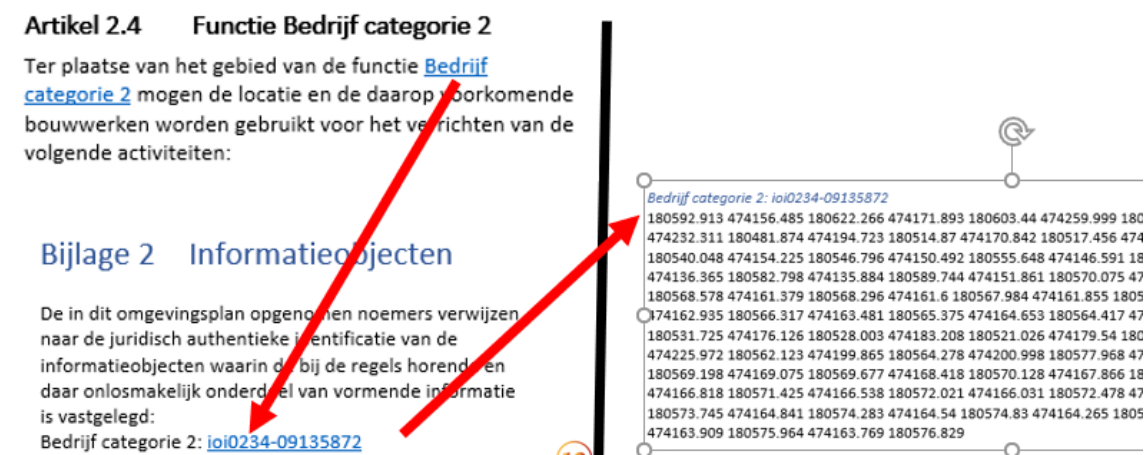 Artikel 2.4 Functie Bedrijf categorie 2
Ter plaatse van het gebied van de functie Bedrijf
categorie 2 mogen de locatie en de daarop voorkomende
bouwwerken worden gebruikt voor het verrichten van de
volgende activiteiten:
Bijlage 2 Informatieobjecten
De in dit omgevingsplan opgenomen noemers verwijzen
naar de juridisch authentieke identificatie van de
informatieobjecten waarin de bij de regels horende en
daar onlosmakelijk onderdeel van vormende informatie
is vastgelegd:
Bedrijf categorie 2: ioi0234-09135872
Bedrijf categorie 2: ioi0234-09135872
180592.913 474156.485 180622.266 474171.893 180603.44 474259.999 180
474232.311 180481.874 474194.723 180514.87 474170.842 180517.456 474
180540.048 474154.225 180546.796 474150.492 180555.648 474146.591 18
474136.365 180582.798 474135.884 180589.744 474151.861 180570.075 47
180568.578 474161.379 180568.296 474161.6 180567.984 474161.855 1805
474162.935 180566.317 474163.481 180565.375 474164.653 180564.417 47
180531.725 474176.126 180528.003 474183.208 180521.026 474179.54 180
474225.972 180562.123 474199.865 180564.278 474200.998 180577.968 47
180569.198 474169.075 180569.677 474168.418 180570.128 474167.866 18
474166.818 180571.425 474166.538 180572.021 474166.031 180572.478 47
180573.745 474164.841 180574.283 474164.54 180574.83 474164.265 1805
474163.909 180575.964 474163.769 180576.829